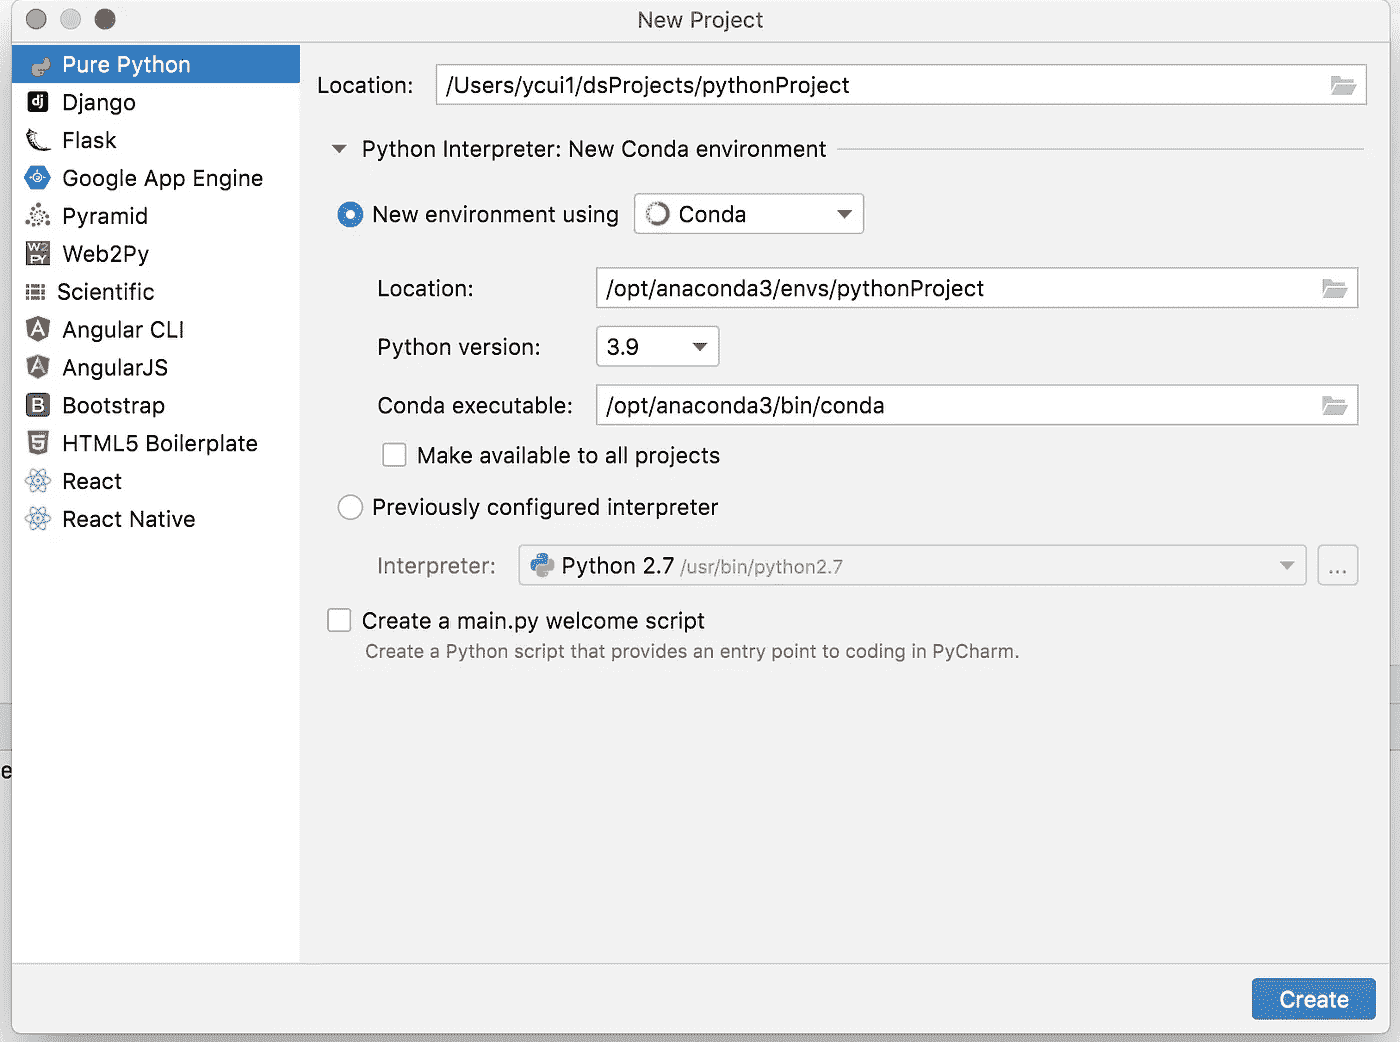 New Project
Pure Python
Django
Flask
Google App Engine
Pyramid
Web2Py
Scientific
Angular CLI
AngularJS
Bootstrap
HTML5 Boilerplate
React
React Native
Location: /Users/ycui1/dsProjects/pythonProject
Python Interpreter: New Conda environment
New environment using Conda
Location: /opt/anaconda3/envs/pythonProject
Python version: 3.9
Conda executable: /opt/anaconda3/bin/conda
Make available to all projects
Previously configured interpreter
Interpreter: Python 2.7 /usr/bin/python2.7 ...
Create a main.py welcome script
Create a Python script that provides an entry point to coding in PyCharm.
Create